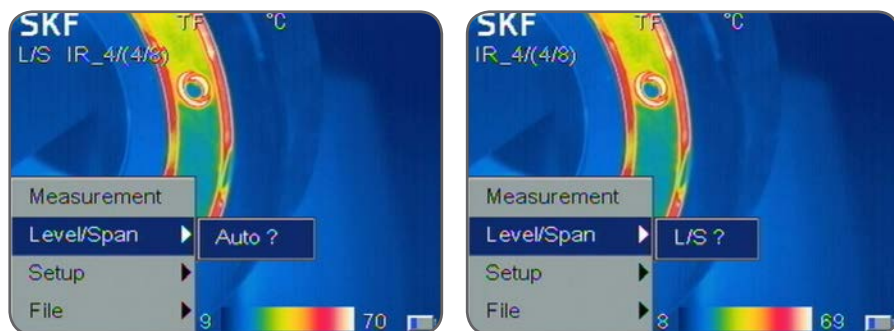 SKF TF °C
L/S IR_4/(4/8)
Measurement
Level/Span Auto ?
Setup
File
9 70
SKF TF °C
IR_4/(4/8)
Measurement
Level/Span L/S ?
Setup
File
8 69